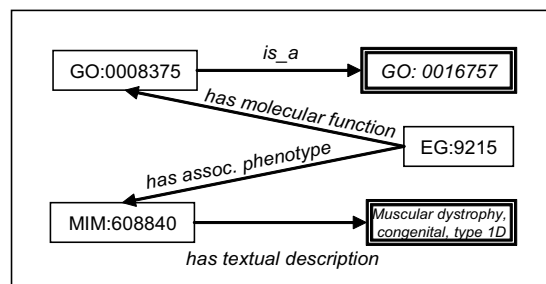 is_a
GO:0008375
GO: 0016757
has molecular function
EG:9215
has assoc. phenotype
MIM:608840
Muscular dystrophy,
congenital, type 1D
has textual description